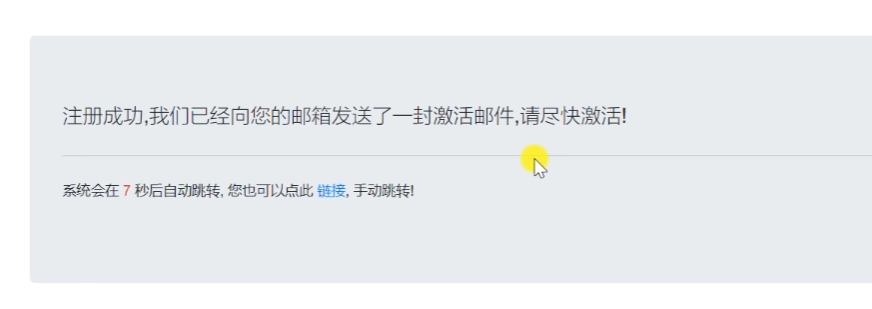 注册成功,我们已经向您的邮箱发送了一封激活邮件,请尽快激活!
系统会在 7 秒后自动跳转, 您也可以点此 链接, 手动跳转!